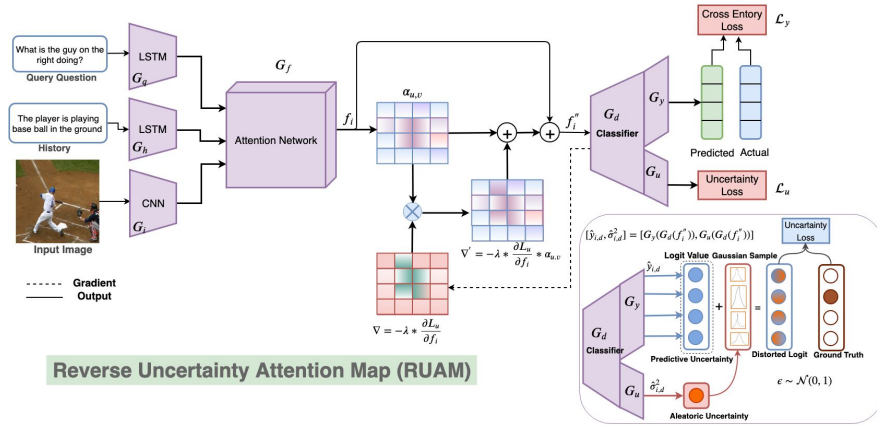 What is the guy on the
right doing?
Query Question
LSTM
G_q
The player is playing
base ball in the ground
History
LSTM
G_h
Input Image
CNN
G_i
G_f
Attention Network
f_i
α_{u,v}
∇' = -λ * ∂L_u/∂f_i * α_{u,v}
∇ = -λ * ∂L_u/∂f_i
f_i''
G_d
Classifier
G_y
G_u
Cross Entory
Loss
ℒ_y
Predicted Actual
Uncertainty
Loss
ℒ_u
Gradient
Output
Reverse Uncertainty Attention Map (RUAM)
[ŷ_{i,d}, σ̂²_{i,d}] = [G_y(G_d(f_i'')), G_u(G_d(f_i''))]
Uncertainty
Loss
Logit Value Gaussian Sample
ŷ_{i,d}
G_y
G_d
Classifier
G_u
+ =
Predictive Uncertainty
Distorted Logit Ground Truth
σ̂²_{i,d}
Aleatoric Uncertainty
ϵ ~ 𝒩(0, 1)